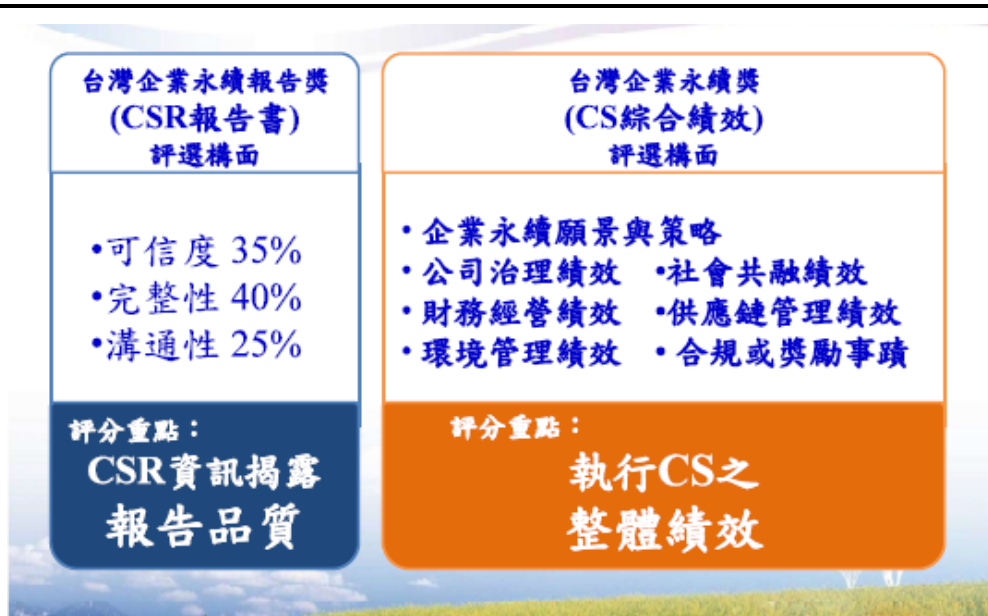 台灣企業永續報告獎
(CSR報告書)
評選構面
•可信度 35%
•完整性 40%
•溝通性 25%
評分重點：
CSR資訊揭露
報告品質
台灣企業永續獎
(CS綜合績效)
評選構面
•企業永續願景與策略
•公司治理績效 •社會共融績效
•財務經營績效 •供應鏈管理績效
•環境管理績效 •合規或獎勵事蹟
評分重點：
執行CS之
整體績效